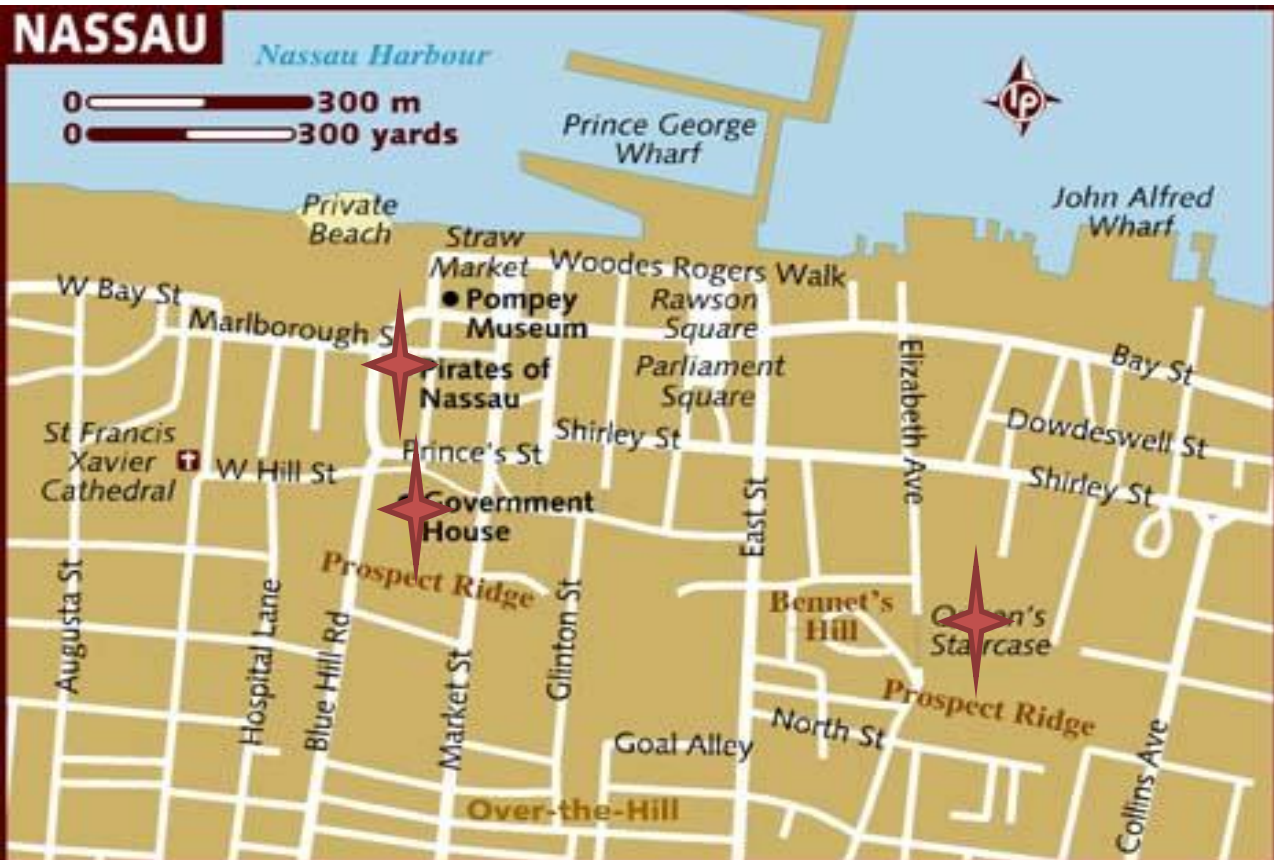 NASSAU
Nassau Harbour
0 300 m
0 300 yards
Prince George
Wharf
lp
John Alfred
Wharf
Private
Beach
Straw
Market
Woodes Rogers Walk
W Bay St
Pompey
Museum
Rawson
Square
Marlborough S
Pirates of
Nassau
Parliament
Square
Elizabeth Ave
Bay St
St Francis
Xavier
Cathedral
W Hill St
Prince's St
Shirley St
Dowdeswell St
Shirley St
Government
House
East St
Prospect Ridge
Augusta St
Hospital Lane
Blue Hill Rd
Market St
Glinton St
Bennet's
Hill
Queen's
Staircase
Prospect Ridge
North St
Goal Alley
Collins Ave
Over-the-Hill